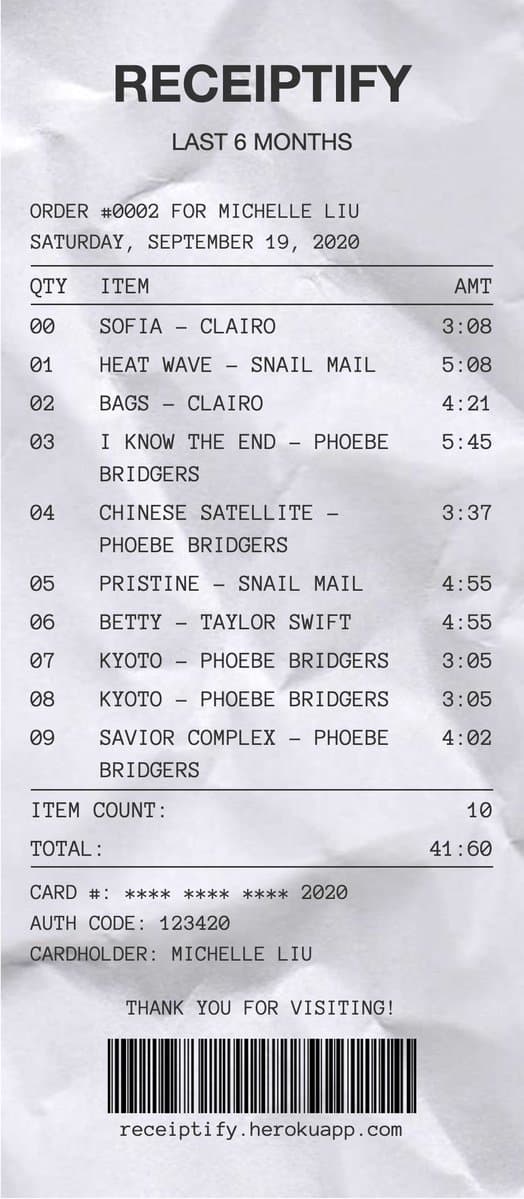 RECEIPTIFY
LAST 6 MONTHS
ORDER #0002 FOR MICHELLE LIU
SATURDAY, SEPTEMBER 19, 2020
QTY ITEM AMT
00 SOFIA - CLAIRO 3:08
01 HEAT WAVE - SNAIL MAIL 5:08
02 BAGS - CLAIRO 4:21
03 I KNOW THE END - PHOEBE 5:45
BRIDGERS
04 CHINESE SATELLITE - 3:37
PHOEBE BRIDGERS
05 PRISTINE - SNAIL MAIL 4:55
06 BETTY - TAYLOR SWIFT 4:55
07 KYOTO - PHOEBE BRIDGERS 3:05
08 KYOTO - PHOEBE BRIDGERS 3:05
09 SAVIOR COMPLEX - PHOEBE 4:02
BRIDGERS
ITEM COUNT: 10
TOTAL: 41:60
CARD #: **** **** **** 2020
AUTH CODE: 123420
CARDHOLDER: MICHELLE LIU
THANK YOU FOR VISITING!
receiptify.herokuapp.com